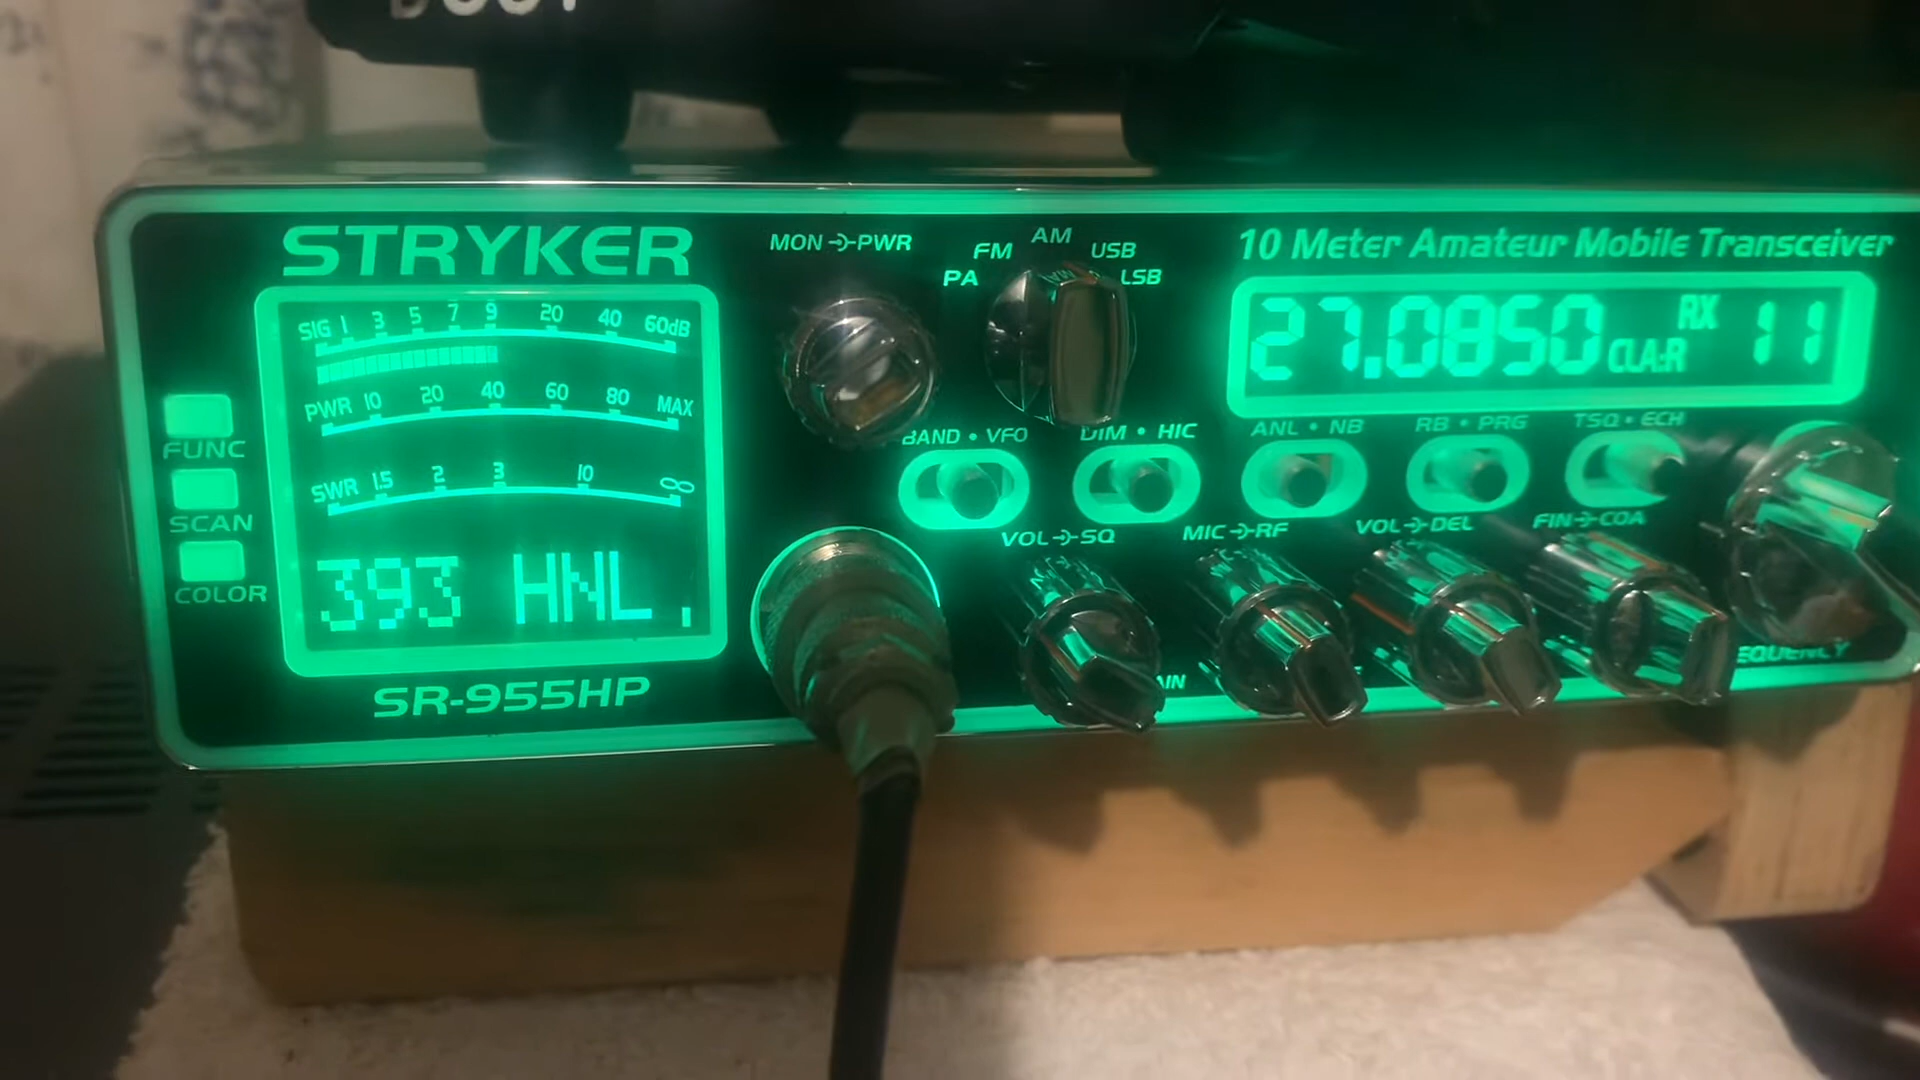 STRYKER
SIG 1 3 5 7 9 20 40 60dB
PWR 10 20 40 60 80 MAX
SWR 1.5 2 3 10 ∞
393 HNL
SR-955HP
FUNC
SCAN
COLOR
MON PWR
PA FM AM USB LSB
10 Meter Amateur Mobile Transceiver
27.0850 RX CLAR 11
BAND • VFO
DIM • HIC
ANL • NB
RB • PRG
TSQ • ECH
VOL SQ
MIC RF
VOL DEL
FIN COA